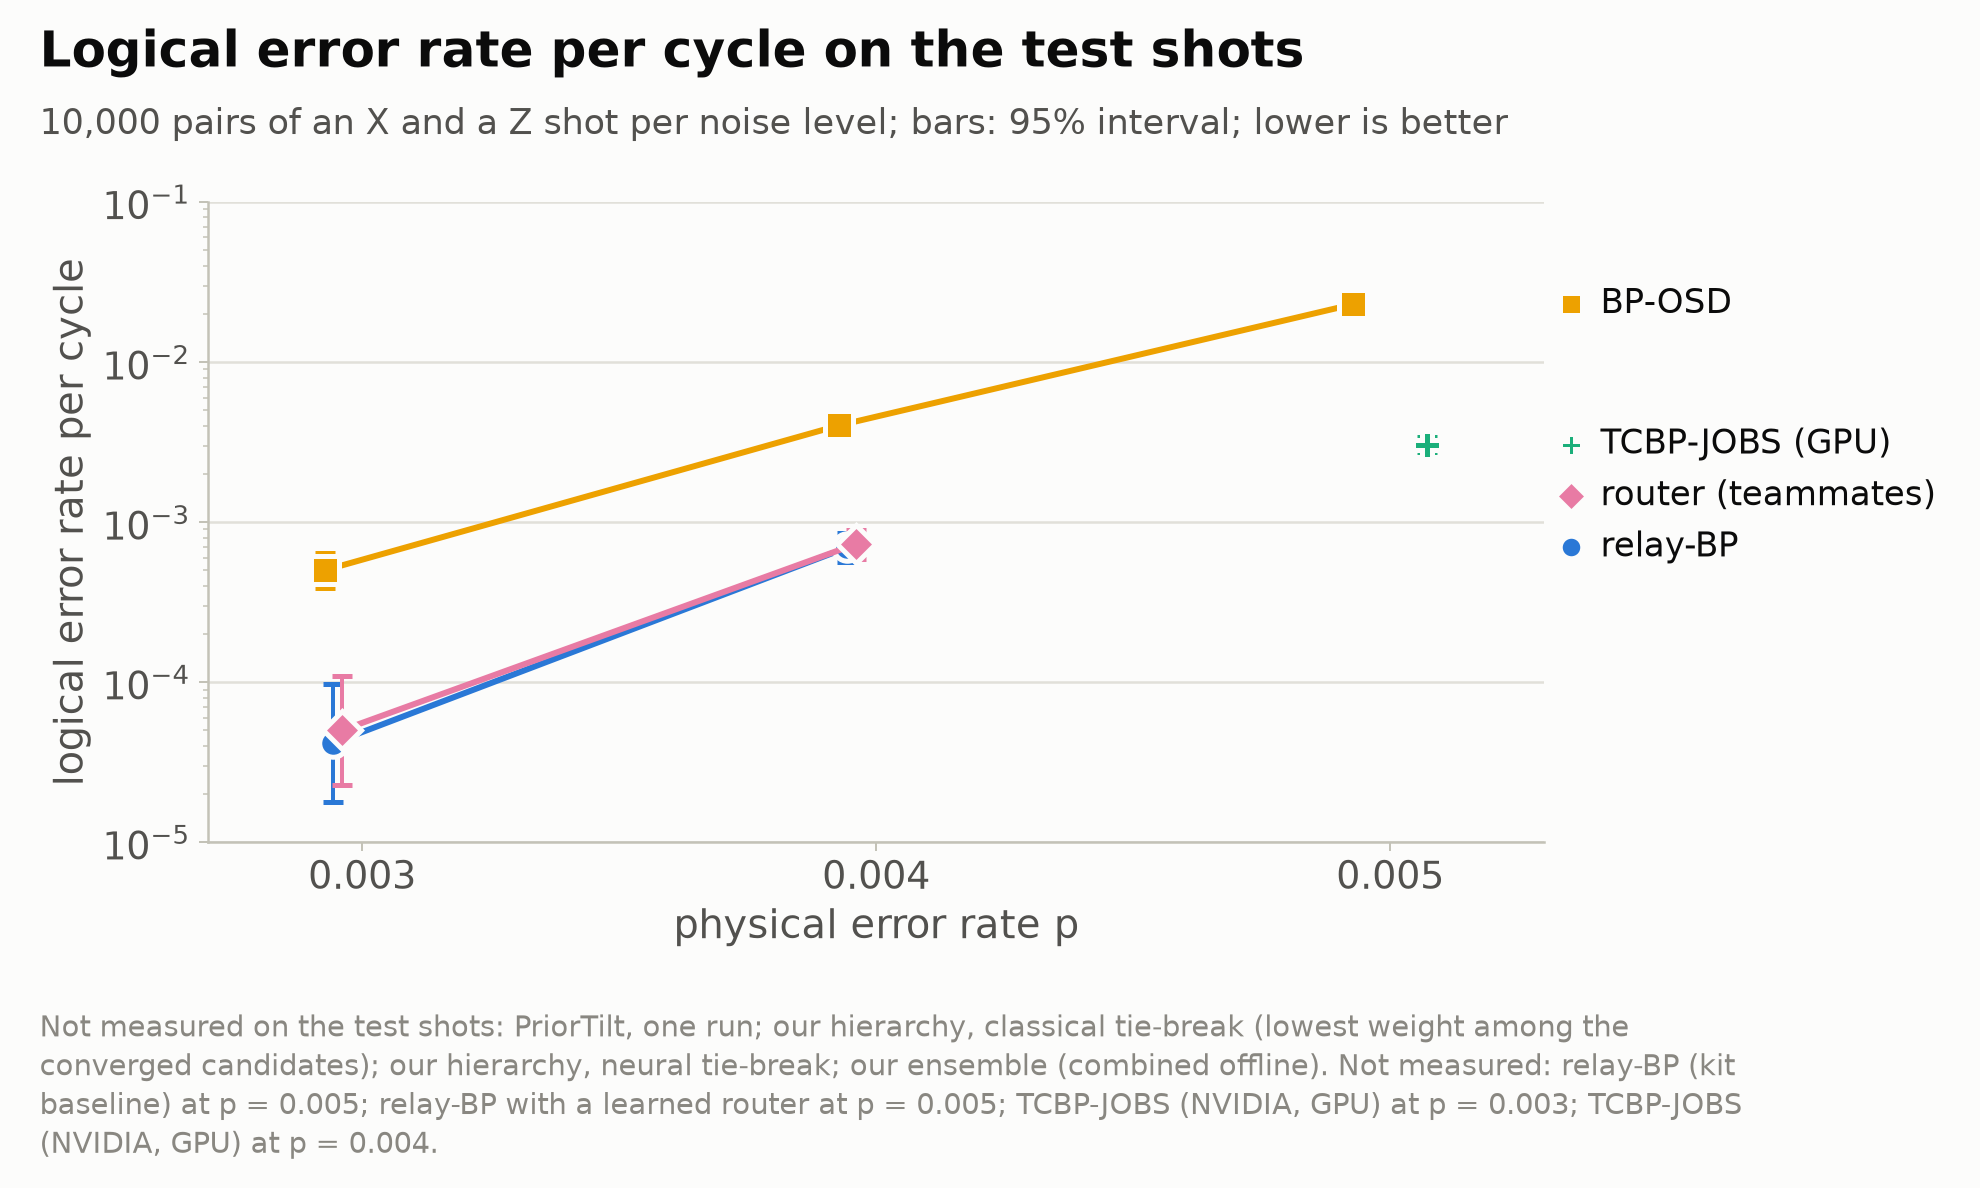 Logical error rate per cycle on the test shots
10,000 pairs of an X and a Z shot per noise level; bars: 95% interval; lower is better
logical error rate per cycle
10⁻¹
10⁻²
10⁻³
10⁻⁴
10⁻⁵
0.003
0.004
0.005
physical error rate p
BP-OSD
TCBP-JOBS (GPU)
router (teammates)
relay-BP
Not measured on the test shots: PriorTilt, one run; our hierarchy, classical tie-break (lowest weight among the
converged candidates); our hierarchy, neural tie-break; our ensemble (combined offline). Not measured: relay-BP (kit
baseline) at p = 0.005; relay-BP with a learned router at p = 0.005; TCBP-JOBS (NVIDIA, GPU) at p = 0.003; TCBP-JOBS
(NVIDIA, GPU) at p = 0.004.